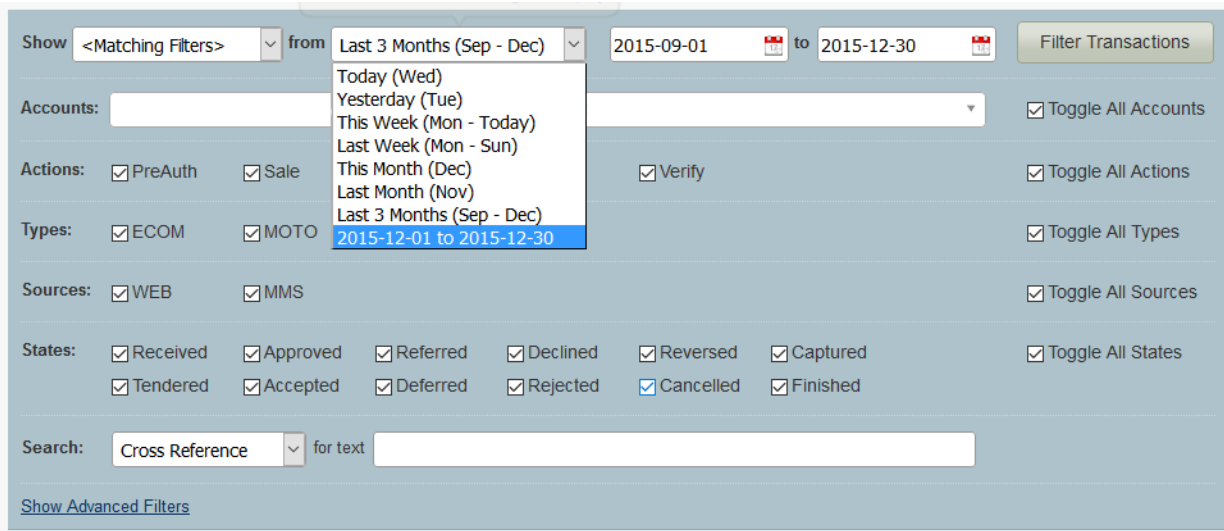 Show <Matching Filters> from Last 3 Months (Sep - Dec) 2015-09-01 to 2015-12-30 Filter Transactions
Today (Wed)
Yesterday (Tue)
Accounts: Toggle All Accounts
This Week (Mon - Today)
Last Week (Mon - Sun)
Actions: PreAuth Sale This Month (Dec) Verify Toggle All Actions
Last Month (Nov)
Last 3 Months (Sep - Dec)
Types: ECOM MOTO 2015-12-01 to 2015-12-30 Toggle All Types
Sources: WEB MMS Toggle All Sources
States: Received Approved Referred Declined Reversed Captured Toggle All States
Tendered Accepted Deferred Rejected Cancelled Finished
Search: Cross Reference for text
Show Advanced Filters